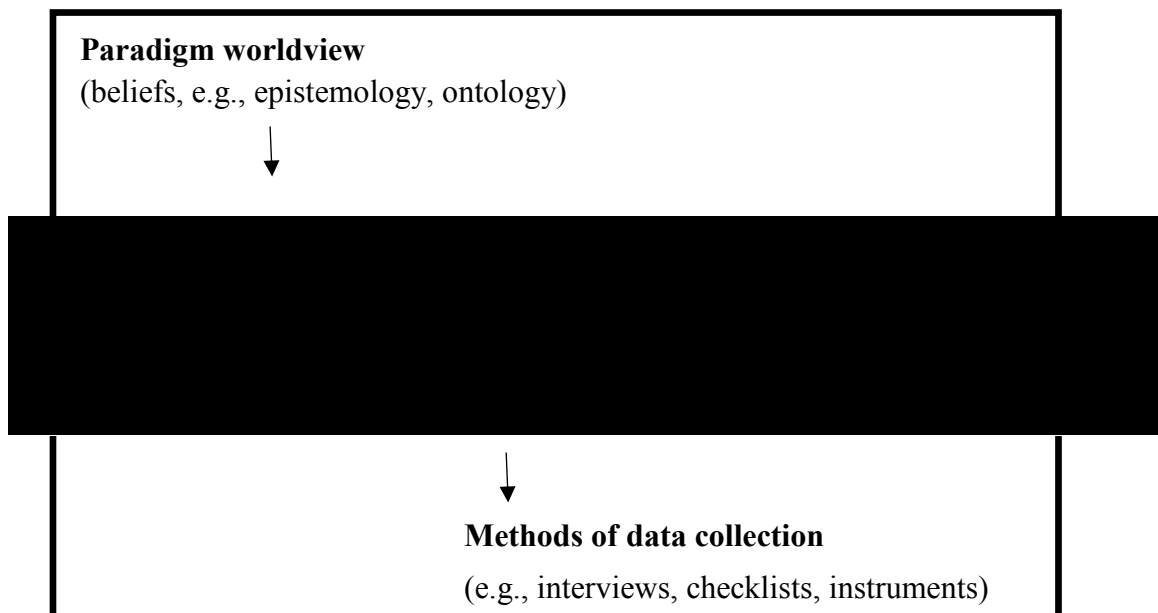 Paradigm worldview
(beliefs, e.g., epistemology, ontology)
Methods of data collection
(e.g., interviews, checklists, instruments)